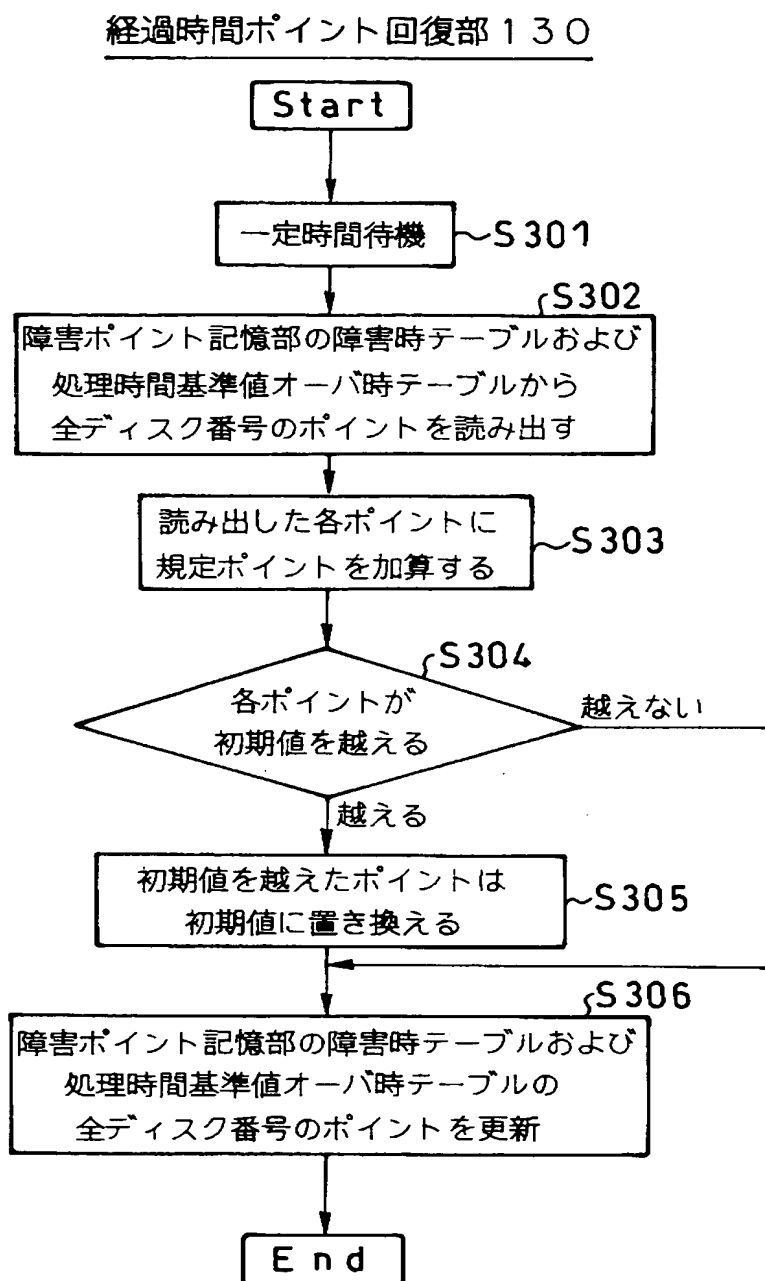 経過時間ポイント回復部130
Start
一定時間待機
S301
S302
障害ポイント記憶部の障害時テーブルおよび
処理時間基準値オーバ時テーブルから
全ディスク番号のポイントを読み出す
読み出した各ポイントに
規定ポイントを加算する
S303
S304
各ポイントが
初期値を越える
越えない
越える
初期値を越えたポイントは
初期値に置き換える
S305
S306
障害ポイント記憶部の障害時テーブルおよび
処理時間基準値オーバ時テーブルの
全ディスク番号のポイントを更新
End